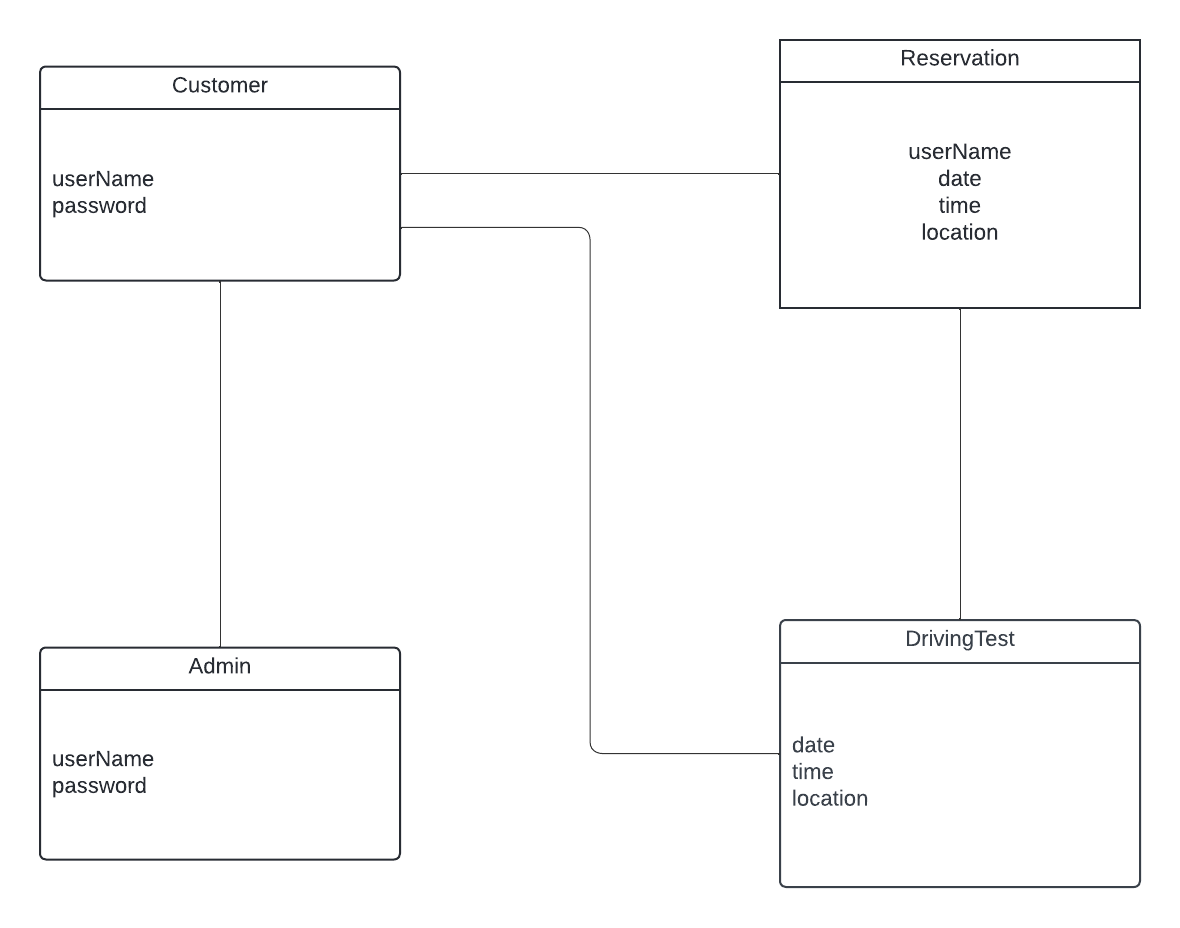 Customer
userName
password
Reservation
userName
date
time
location
Admin
userName
password
DrivingTest
date
time
location